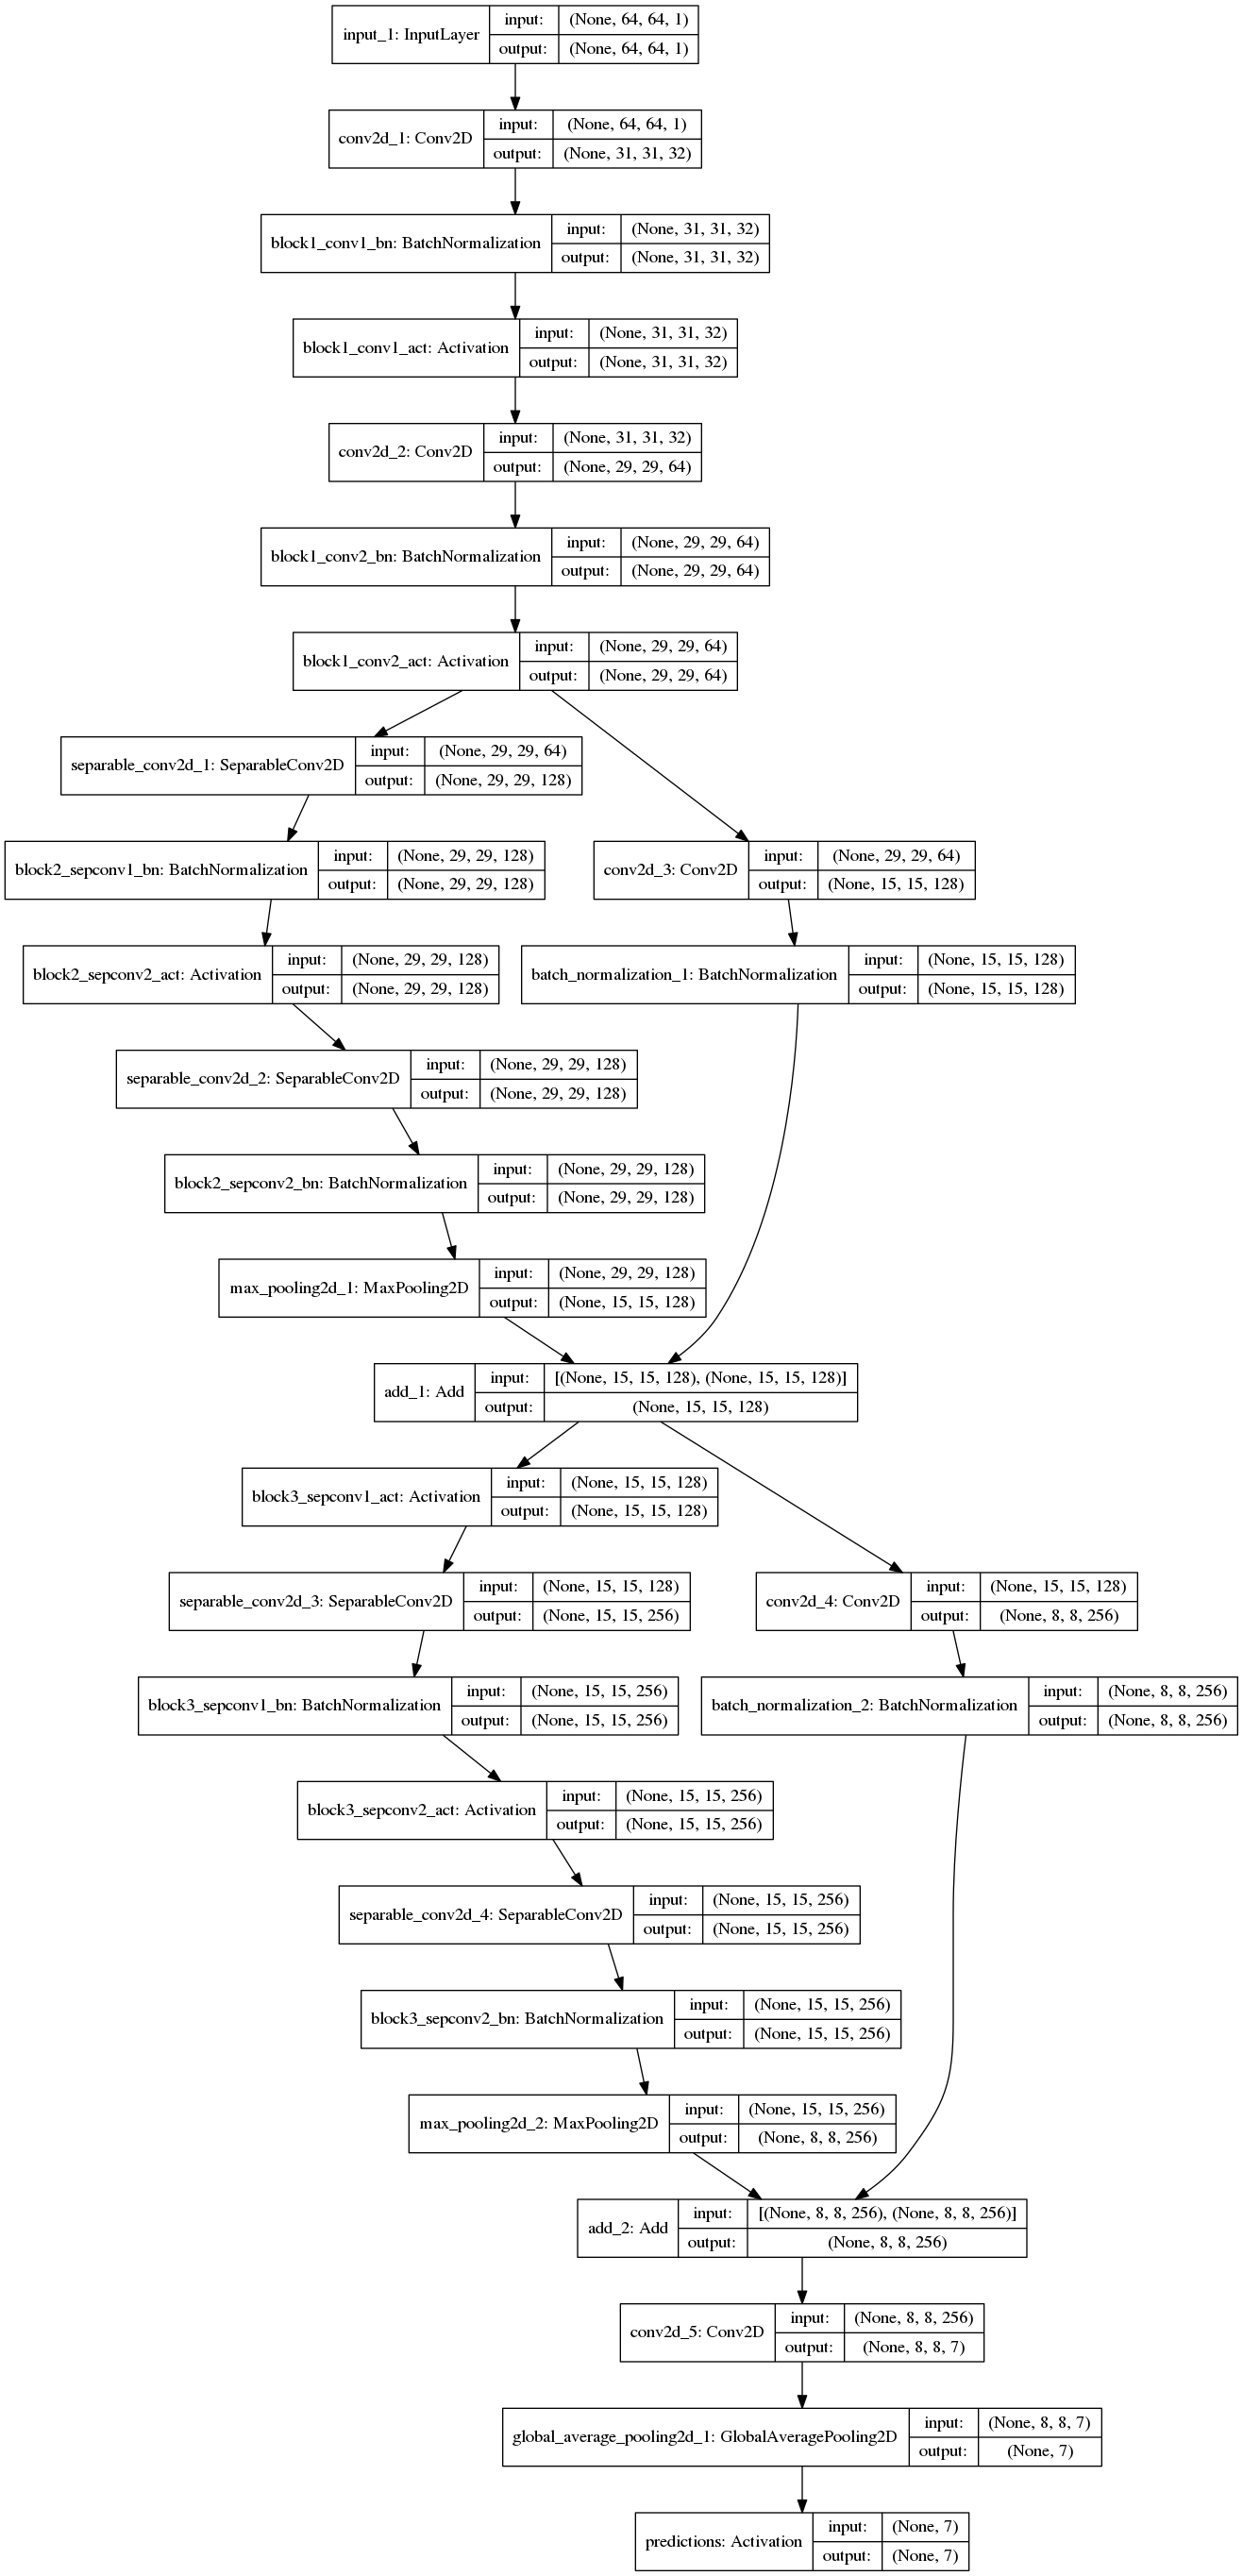 input_1: InputLayer
input: (None, 64, 64, 1)
output: (None, 64, 64, 1)
conv2d_1: Conv2D
input: (None, 64, 64, 1)
output: (None, 31, 31, 32)
block1_conv1_bn: BatchNormalization
input: (None, 31, 31, 32)
output: (None, 31, 31, 32)
block1_conv1_act: Activation
input: (None, 31, 31, 32)
output: (None, 31, 31, 32)
conv2d_2: Conv2D
input: (None, 31, 31, 32)
output: (None, 29, 29, 64)
block1_conv2_bn: BatchNormalization
input: (None, 29, 29, 64)
output: (None, 29, 29, 64)
block1_conv2_act: Activation
input: (None, 29, 29, 64)
output: (None, 29, 29, 64)
separable_conv2d_1: SeparableConv2D
input: (None, 29, 29, 64)
output: (None, 29, 29, 128)
block2_sepconv1_bn: BatchNormalization
input: (None, 29, 29, 128)
output: (None, 29, 29, 128)
conv2d_3: Conv2D
input: (None, 29, 29, 64)
output: (None, 15, 15, 128)
block2_sepconv2_act: Activation
input: (None, 29, 29, 128)
output: (None, 29, 29, 128)
batch_normalization_1: BatchNormalization
input: (None, 15, 15, 128)
output: (None, 15, 15, 128)
separable_conv2d_2: SeparableConv2D
input: (None, 29, 29, 128)
output: (None, 29, 29, 128)
block2_sepconv2_bn: BatchNormalization
input: (None, 29, 29, 128)
output: (None, 29, 29, 128)
max_pooling2d_1: MaxPooling2D
input: (None, 29, 29, 128)
output: (None, 15, 15, 128)
add_1: Add
input: [(None, 15, 15, 128), (None, 15, 15, 128)]
output: (None, 15, 15, 128)
block3_sepconv1_act: Activation
input: (None, 15, 15, 128)
output: (None, 15, 15, 128)
separable_conv2d_3: SeparableConv2D
input: (None, 15, 15, 128)
output: (None, 15, 15, 256)
conv2d_4: Conv2D
input: (None, 15, 15, 128)
output: (None, 8, 8, 256)
block3_sepconv1_bn: BatchNormalization
input: (None, 15, 15, 256)
output: (None, 15, 15, 256)
batch_normalization_2: BatchNormalization
input: (None, 8, 8, 256)
output: (None, 8, 8, 256)
block3_sepconv2_act: Activation
input: (None, 15, 15, 256)
output: (None, 15, 15, 256)
separable_conv2d_4: SeparableConv2D
input: (None, 15, 15, 256)
output: (None, 15, 15, 256)
block3_sepconv2_bn: BatchNormalization
input: (None, 15, 15, 256)
output: (None, 15, 15, 256)
max_pooling2d_2: MaxPooling2D
input: (None, 15, 15, 256)
output: (None, 8, 8, 256)
add_2: Add
input: [(None, 8, 8, 256), (None, 8, 8, 256)]
output: (None, 8, 8, 256)
conv2d_5: Conv2D
input: (None, 8, 8, 256)
output: (None, 8, 8, 7)
global_average_pooling2d_1: GlobalAveragePooling2D
input: (None, 8, 8, 7)
output: (None, 7)
predictions: Activation
input: (None, 7)
output: (None, 7)